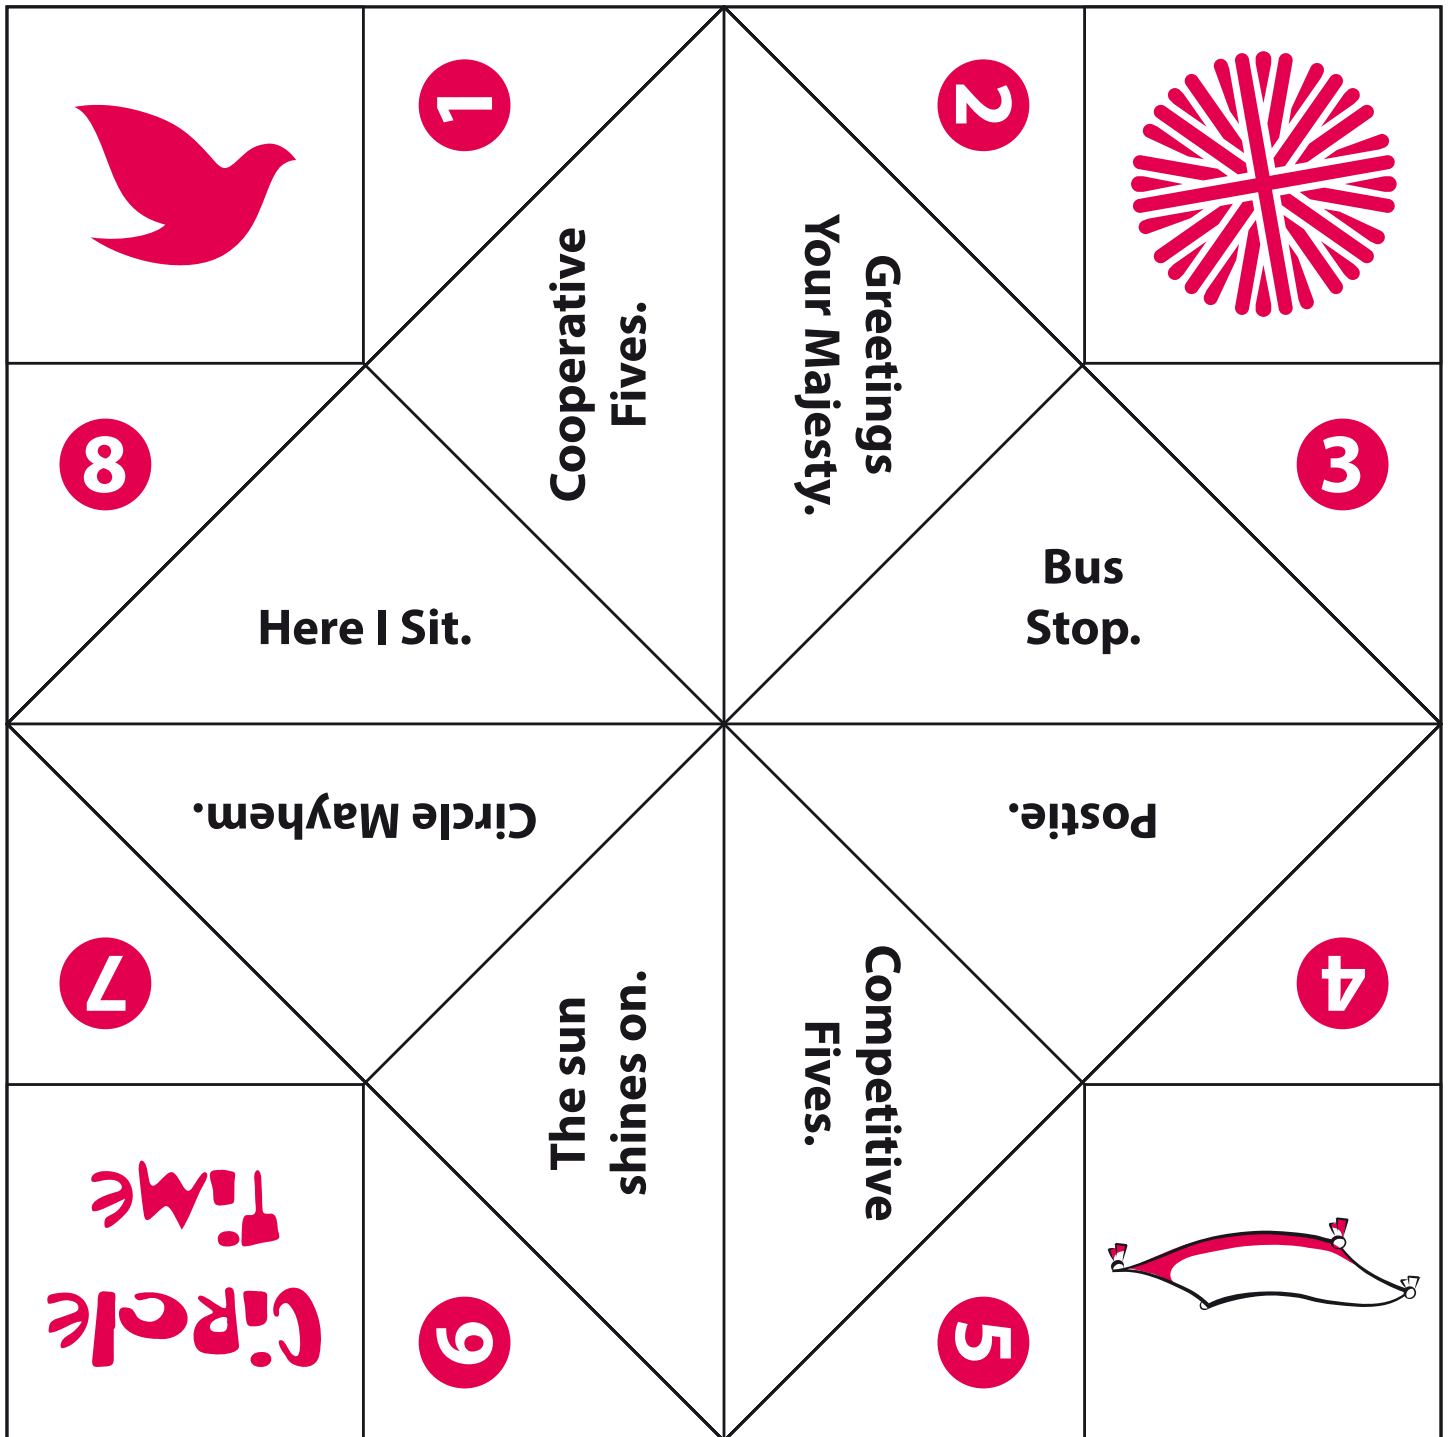 1
2
Cooperative
Fives.
Greetings
Your Majesty.
8
3
Here I Sit.
Bus
Stop.
Circle Mayhem.
Postie.
7
4
The sun
shines on.
Competitive
Fives.
CiRcle
TiMe
6
5